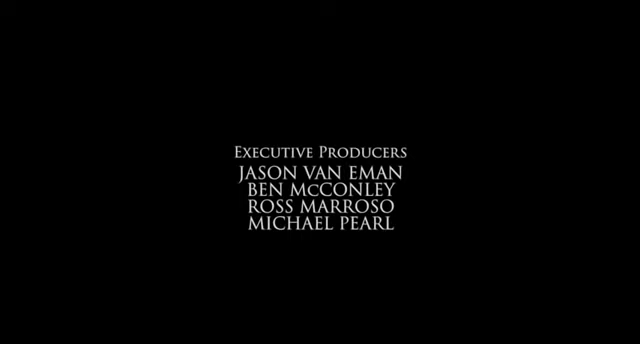 Executive Producers
JASON VAN EMAN
BEN McCONLEY
ROSS MARROSO
MICHAEL PEARL